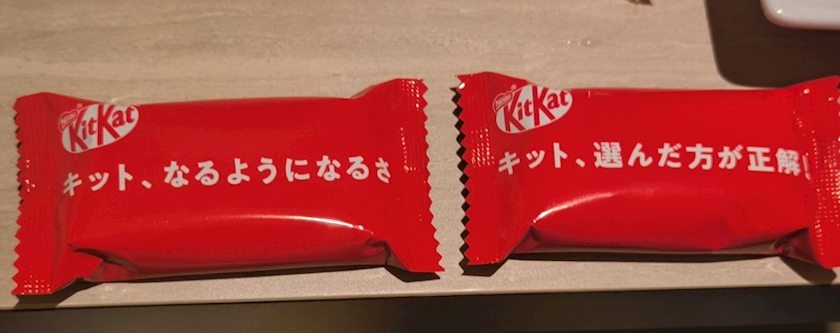 KitKat
キット、なるようになるさ
Nestlé
KitKat
キット、選んだ方が正解